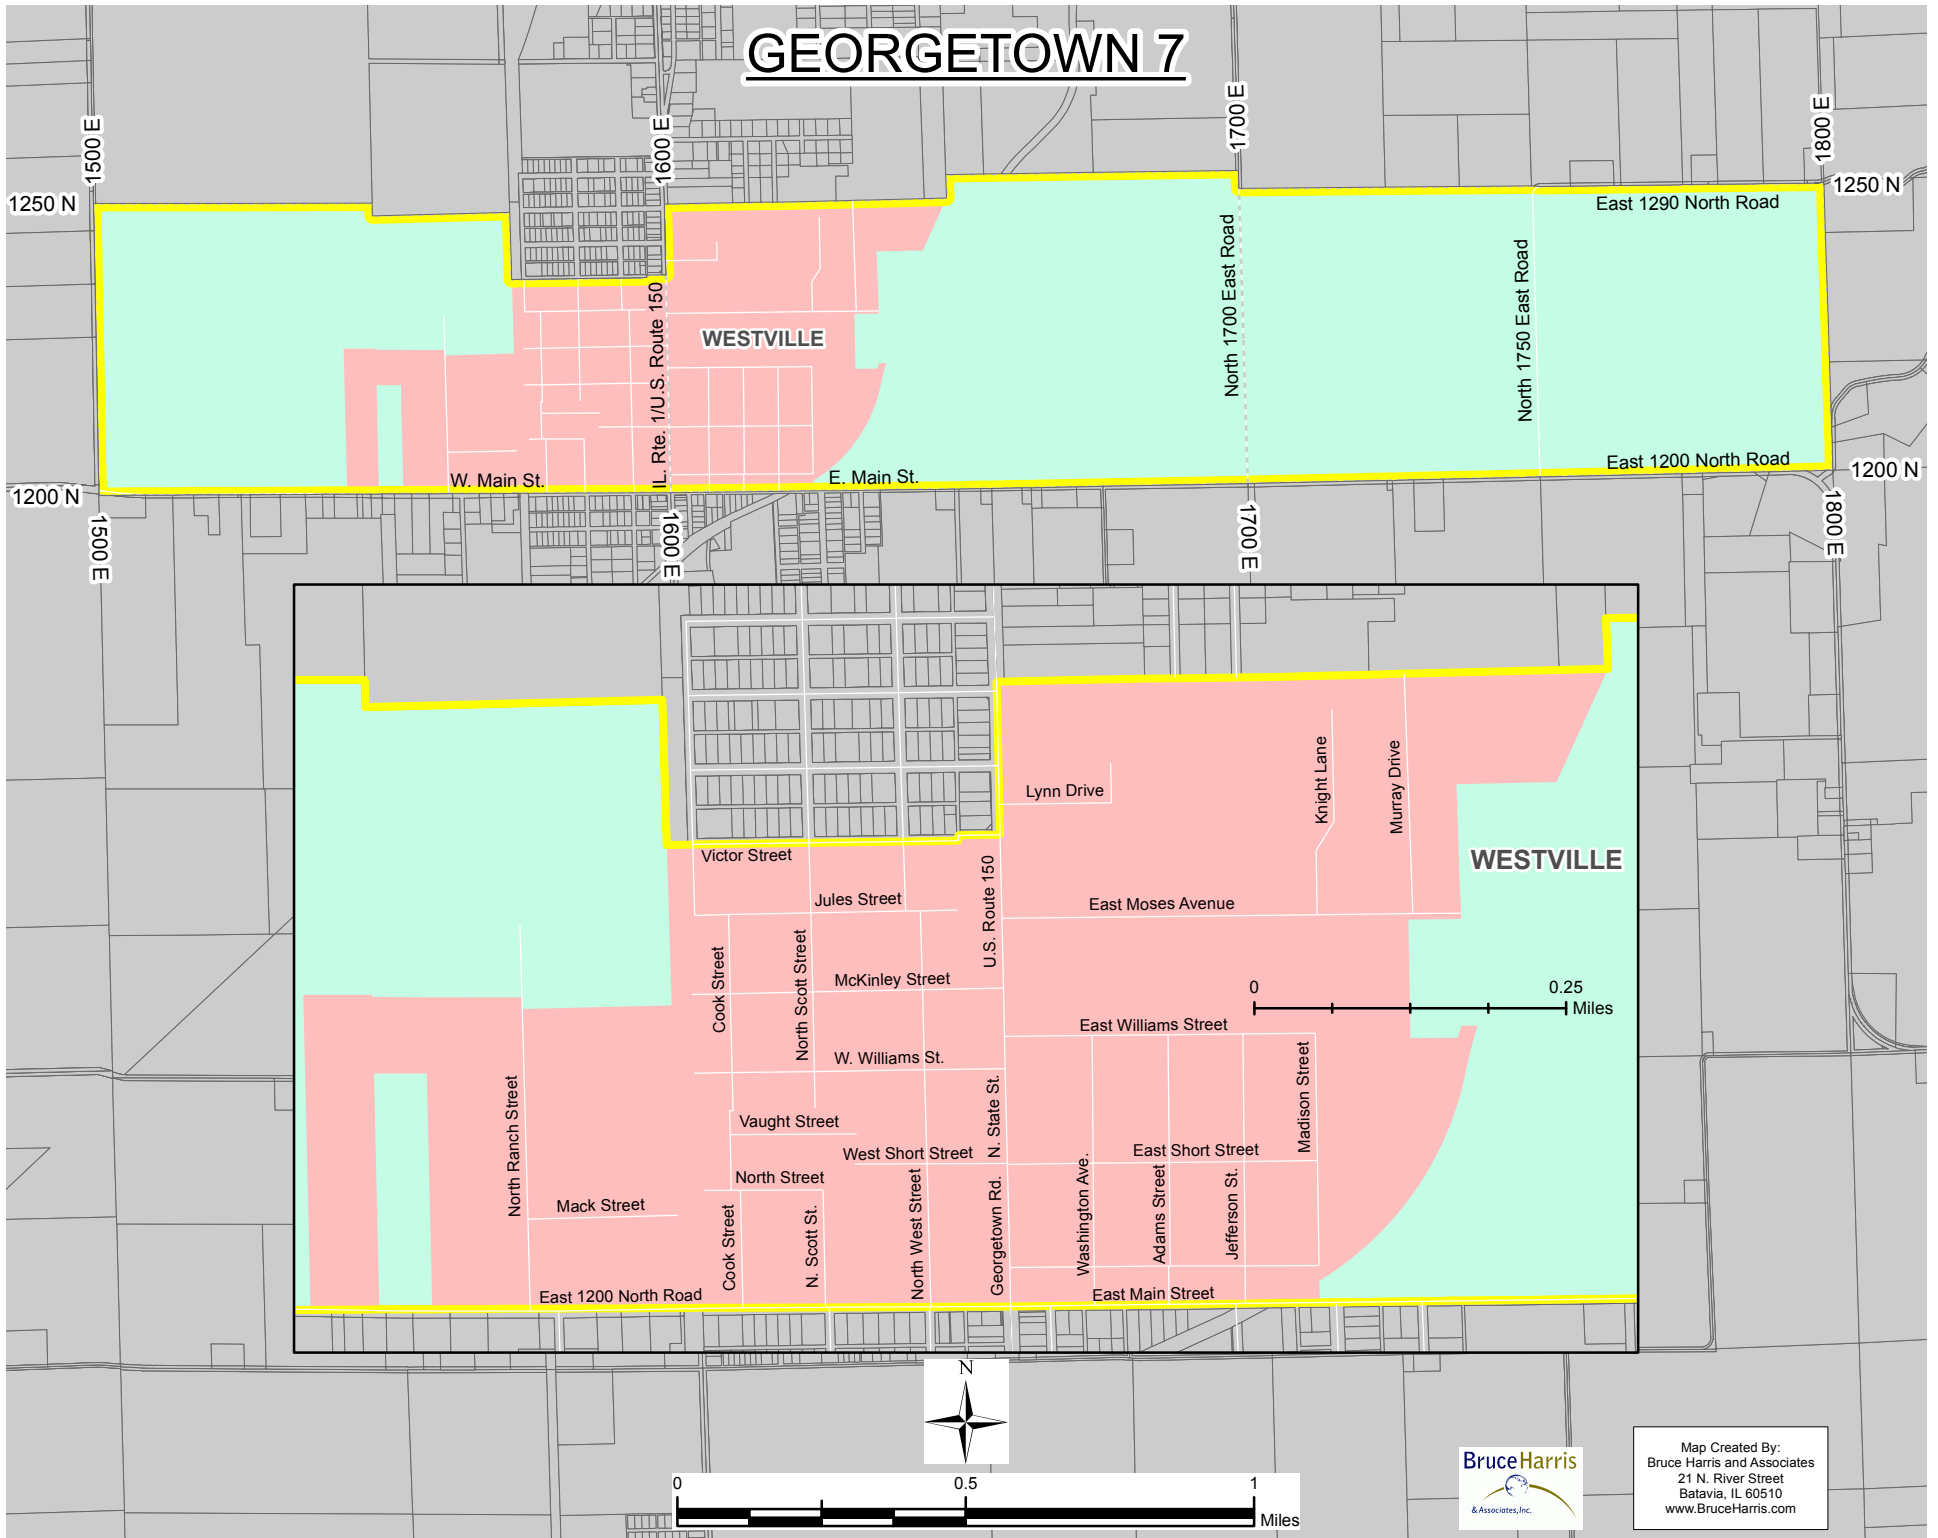 GEORGETOWN 7
1500 E
1600 E
1700 E
1800 E
1250 N
1250 N
East 1290 North Road
North 1700 East Road
North 1750 East Road
IL. Rte. 1/U.S. Route 150
WESTVILLE
W. Main St.
E. Main St.
East 1200 North Road
1200 N
1200 N
1500 E
1600 E
1700 E
1800 E
Lynn Drive
Knight Lane
Murray Drive
WESTVILLE
Victor Street
Jules Street
U.S. Route 150
East Moses Avenue
Cook Street
North Scott Street
McKinley Street
0 0.25
Miles
East Williams Street
W. Williams St.
Madison Street
North Ranch Street
N. State St.
Vaught Street
West Short Street
East Short Street
North Street
Mack Street
Cook Street
N. Scott St.
North West Street
Georgetown Rd.
Washington Ave.
Adams Street
Jefferson St.
East 1200 North Road
East Main Street
N
0 0.5 1
Miles
BruceHarris
& Associates, Inc.
Map Created By:
Bruce Harris and Associates
21 N. River Street
Batavia, IL 60510
www.BruceHarris.com